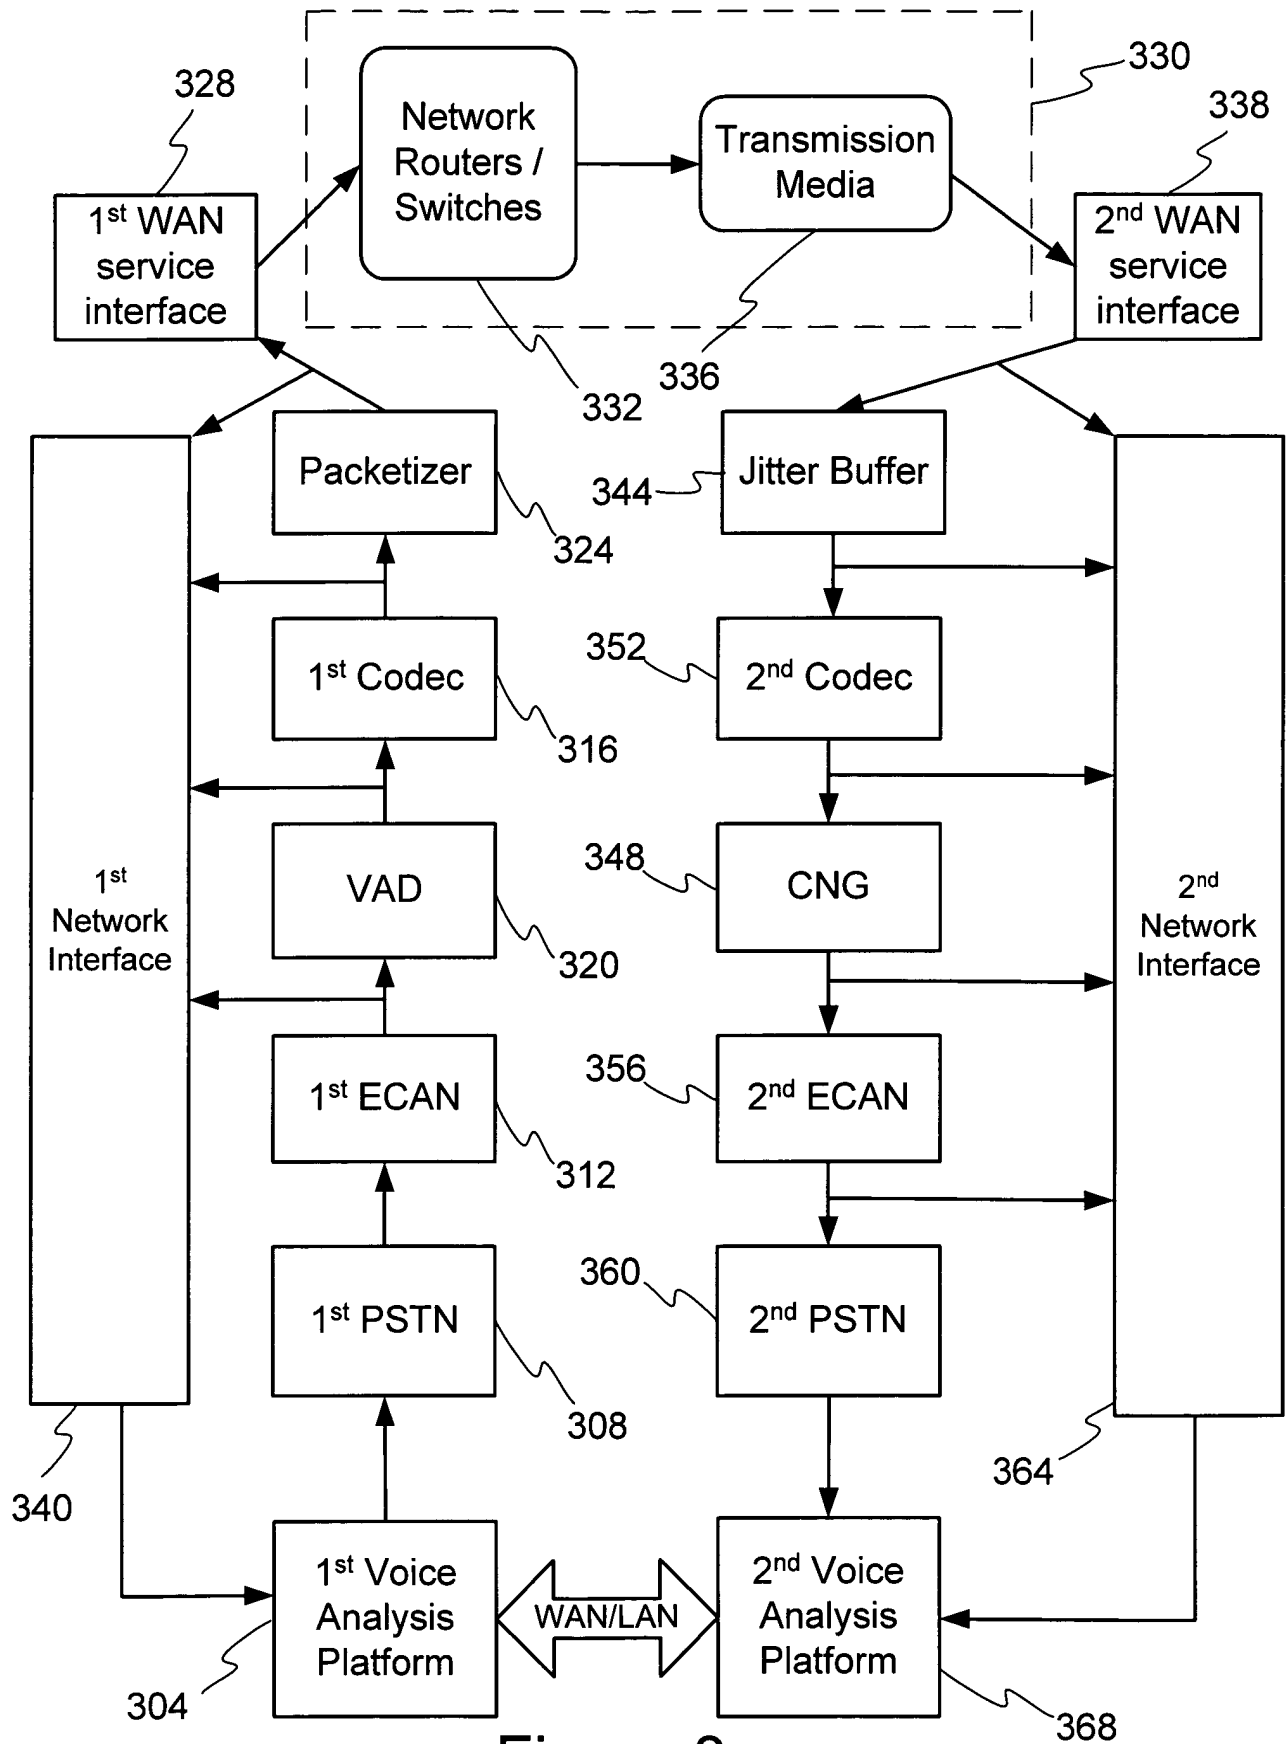 330
328
338
Network
Routers /
Switches
Transmission
Media
1st WAN
service
interface
2nd WAN
service
interface
336
332
Packetizer
344
Jitter Buffer
324
1st Codec
352
2nd Codec
316
VAD
348
CNG
1st
Network
Interface
2nd
Network
Interface
320
1st ECAN
356
2nd ECAN
312
1st PSTN
360
2nd PSTN
308
364
340
1st Voice
Analysis
Platform
WAN/LAN
2nd Voice
Analysis
Platform
304
368